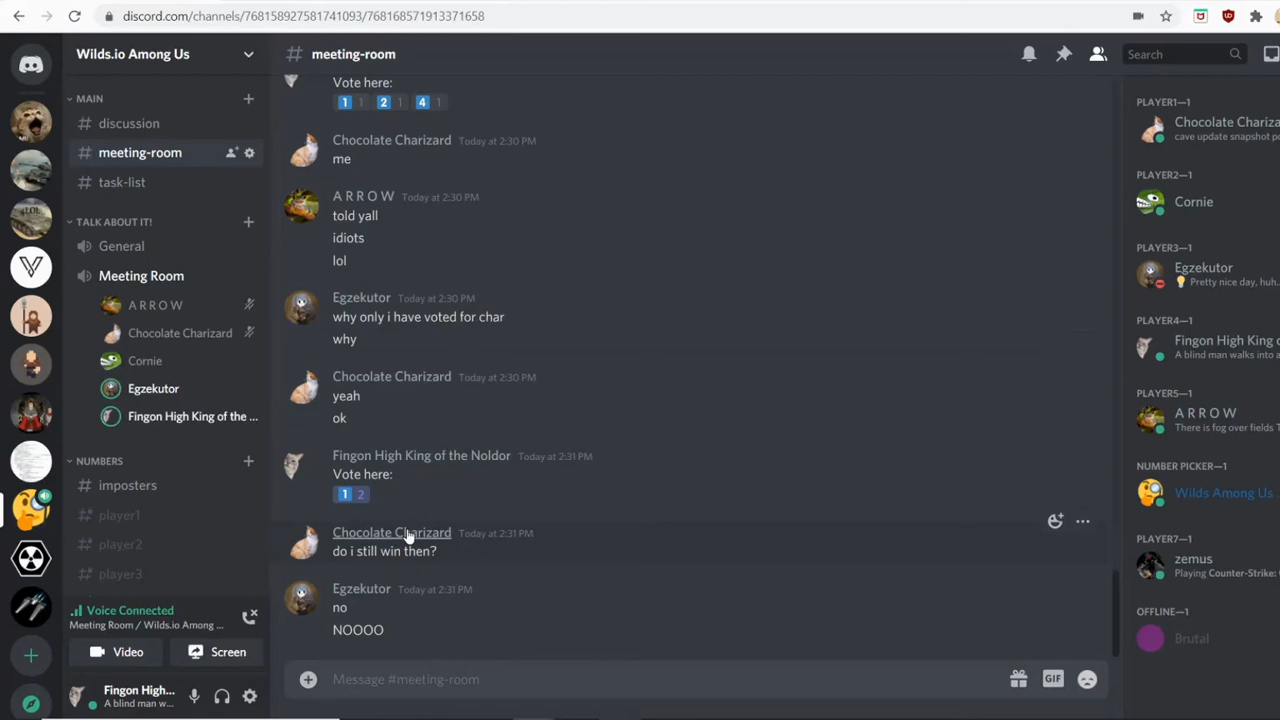 discord.com/channels/768158927581741093/768168571913371658
Wilds.io Among Us
MAIN
discussion
meeting-room
task-list
TALK ABOUT IT!
General
Meeting Room
A R R O W
Chocolate Charizard
Cornie
Egzekutor
Fingon High King of the ...
NUMBERS
imposters
player1
player2
player3
Voice Connected
Meeting Room / Wilds.io Among ...
Video
Screen
Fingon High...
A blind man w...
# meeting-room
Search
Vote here:
1 1 2 1 4 1
Chocolate Charizard Today at 2:30 PM
me
A R R O W Today at 2:30 PM
told yall
idiots
lol
Egzekutor Today at 2:30 PM
why only i have voted for char
why
Chocolate Charizard Today at 2:30 PM
yeah
ok
Fingon High King of the Noldor Today at 2:31 PM
Vote here:
1 2
Chocolate Charizard Today at 2:31 PM
do i still win then?
Egzekutor Today at 2:31 PM
no
NOOOO
Message #meeting-room
GIF
PLAYER1—1
Chocolate Chariza
cave update snapshot po
PLAYER2—1
Cornie
PLAYER3—1
Egzekutor
Pretty nice day, huh..
PLAYER4—1
Fingon High King o
A blind man walks into a
PLAYER5—1
A R R O W
There is fog over fields T
NUMBER PICKER—1
Wilds Among Us
PLAYER7—1
zemus
Playing Counter-Strike:
OFFLINE—1
Brutal